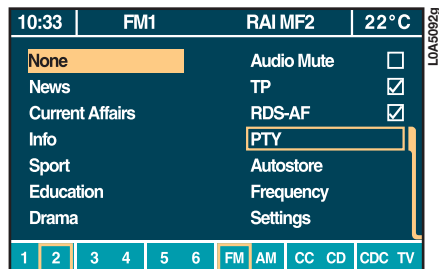 10:33 FM1 RAI MF2 22°C
None Audio Mute
News TP
Current Affairs RDS-AF
Info PTY
Sport Autostore
Education Frequency
Drama Settings
1 2 3 4 5 6 FM AM CC CD CDC TV
L0A5092g